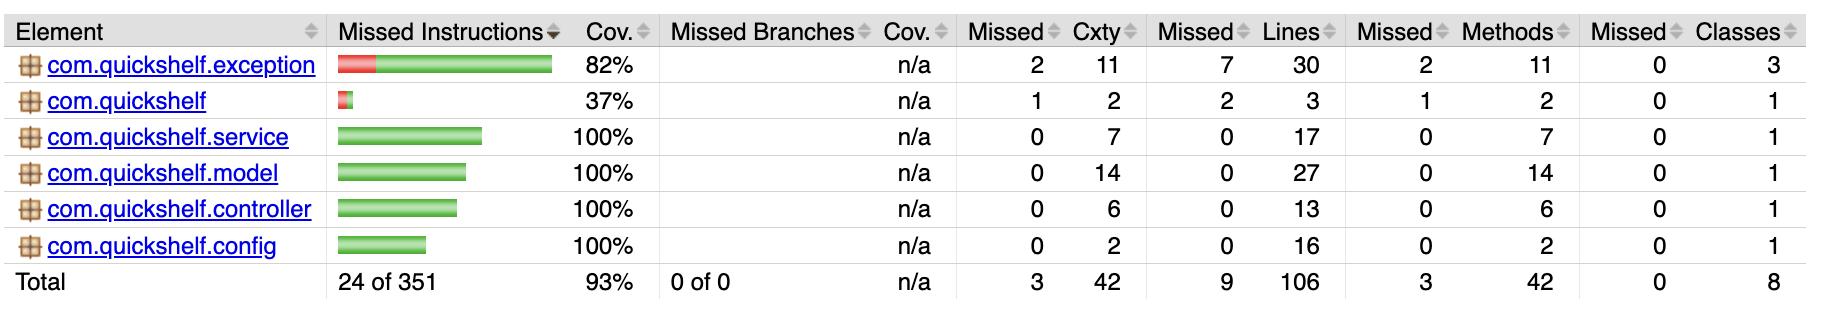 Element Missed Instructions Cov. Missed Branches Cov. Missed Cxty Missed Lines Missed Methods Missed Classes
com.quickshelf.exception 82% n/a 2 11 7 30 2 11 0 3
com.quickshelf 37% n/a 1 2 2 3 1 2 0 1
com.quickshelf.service 100% n/a 0 7 0 17 0 7 0 1
com.quickshelf.model 100% n/a 0 14 0 27 0 14 0 1
com.quickshelf.controller 100% n/a 0 6 0 13 0 6 0 1
com.quickshelf.config 100% n/a 0 2 0 16 0 2 0 1
Total 24 of 351 93% 0 of 0 n/a 3 42 9 106 3 42 0 8